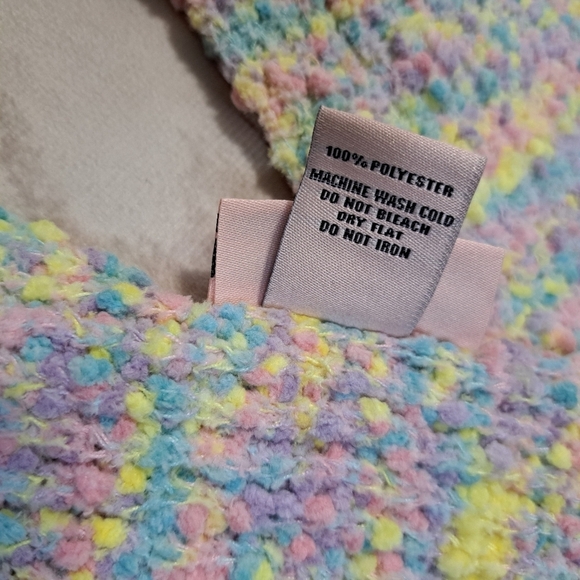 100% POLYESTER
MACHINE WASH COLD
DO NOT BLEACH
DRY FLAT
DO NOT IRON